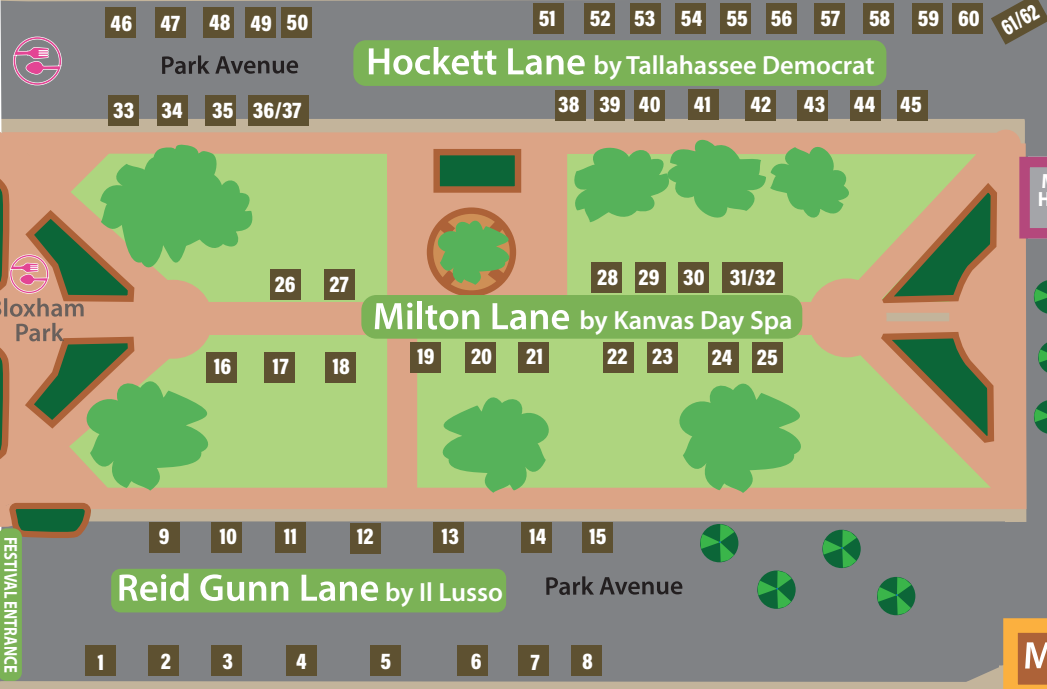 46 47 48 49 50 51 52 53 54 55 56 57 58 59 60 61/62
Park Avenue
Hockett Lane by Tallahassee Democrat
33 34 35 36/37 38 39 40 41 42 43 44 45
26 27 28 29 30 31/32
Park
Milton Lane by Kanvas Day Spa
16 17 18 19 20 21 22 23 24 25
9 10 11 12 13 14 15
FESTIVAL ENTRANCE
Reid Gunn Lane by Il Lusso
Park Avenue
1 2 3 4 5 6 7 8